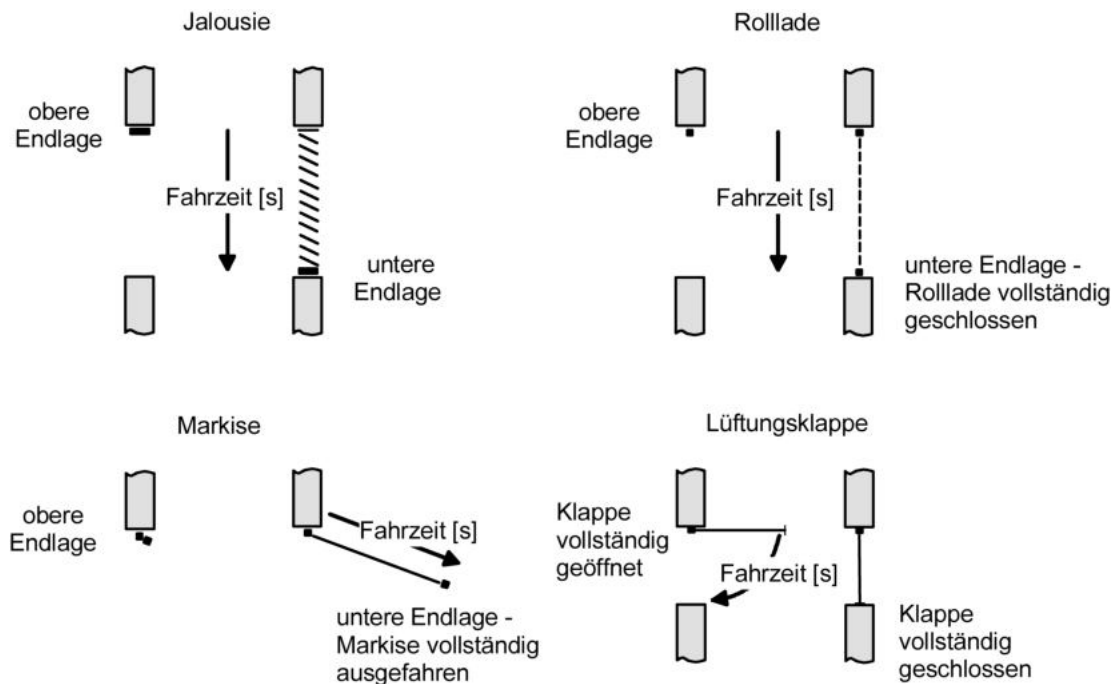 Jalousie
obere
Endlage
Fahrzeit [s]
untere
Endlage
Rolllade
obere
Endlage
Fahrzeit [s]
untere Endlage -
Rolllade vollständig
geschlossen
Markise
obere
Endlage
Fahrzeit [s]
untere Endlage -
Markise vollständig
ausgefahren
Lüftungsklappe
Klappe
vollständig
geöffnet
Fahrzeit [s]
Klappe
vollständig
geschlossen